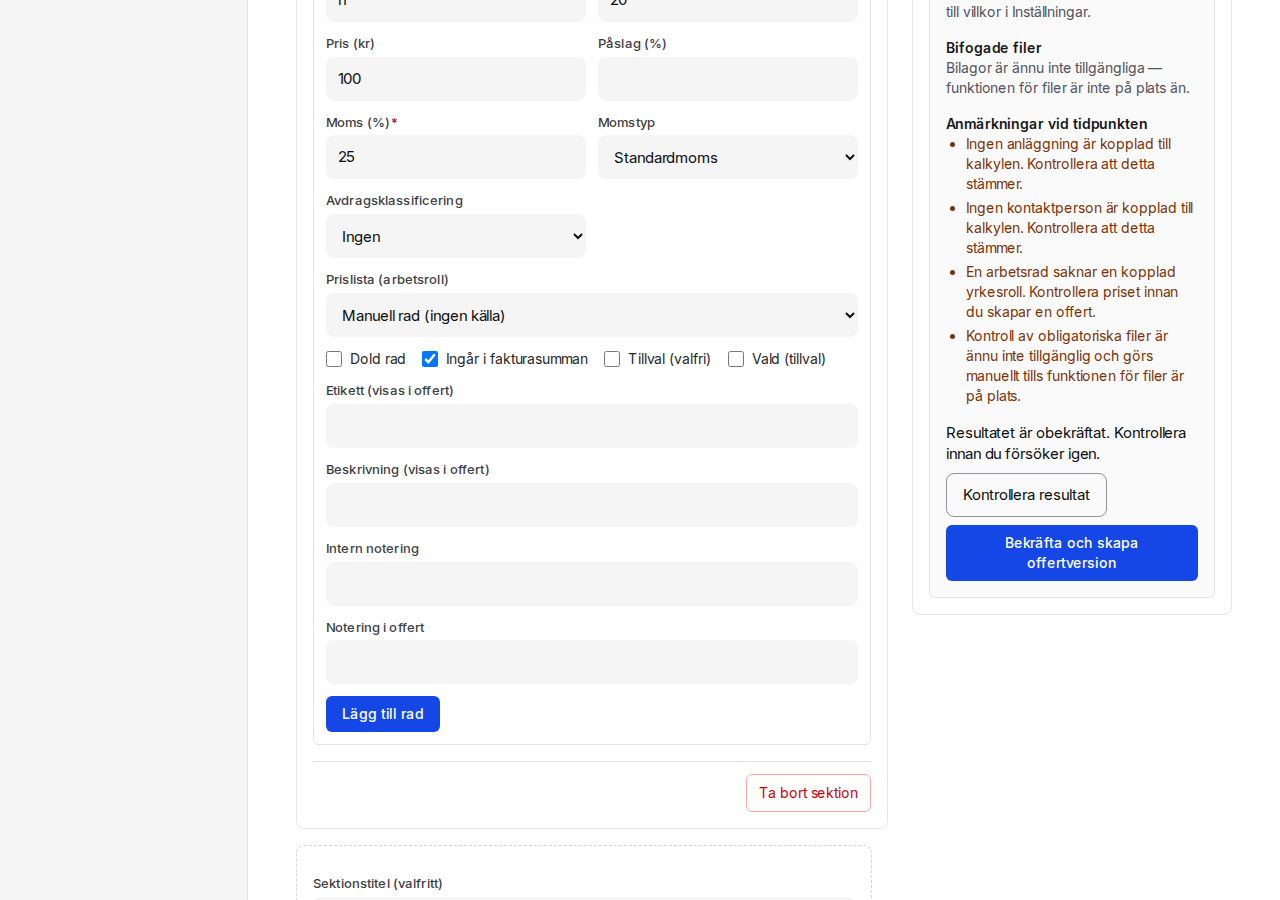 20
Pris (kr)
Påslag (%)
100
Moms (%)*
Momstyp
25
Standardmoms
Avdragsklassificering
Ingen
Prislista (arbetsroll)
Manuell rad (ingen källa)
Dold rad
Ingår i fakturasumman
Tillval (valfri)
Vald (tillval)
Etikett (visas i offert)
Beskrivning (visas i offert)
Intern notering
Notering i offert
Lägg till rad
Ta bort sektion
Sektionstitel (valfritt)
till villkor i Inställningar.
Bifogade filer
Bilagor är ännu inte tillgängliga —
funktionen för filer är inte på plats än.
Anmärkningar vid tidpunkten
Ingen anläggning är kopplad till
kalkylen. Kontrollera att detta
stämmer.
Ingen kontaktperson är kopplad till
kalkylen. Kontrollera att detta
stämmer.
En arbetsrad saknar en kopplad
yrkesroll. Kontrollera priset innan
du skapar en offert.
Kontroll av obligatoriska filer är
ännu inte tillgänglig och görs
manuellt tills funktionen för filer är
på plats.
Resultatet är obekräftat. Kontrollera
innan du försöker igen.
Kontrollera resultat
Bekräfta och skapa
offertversion